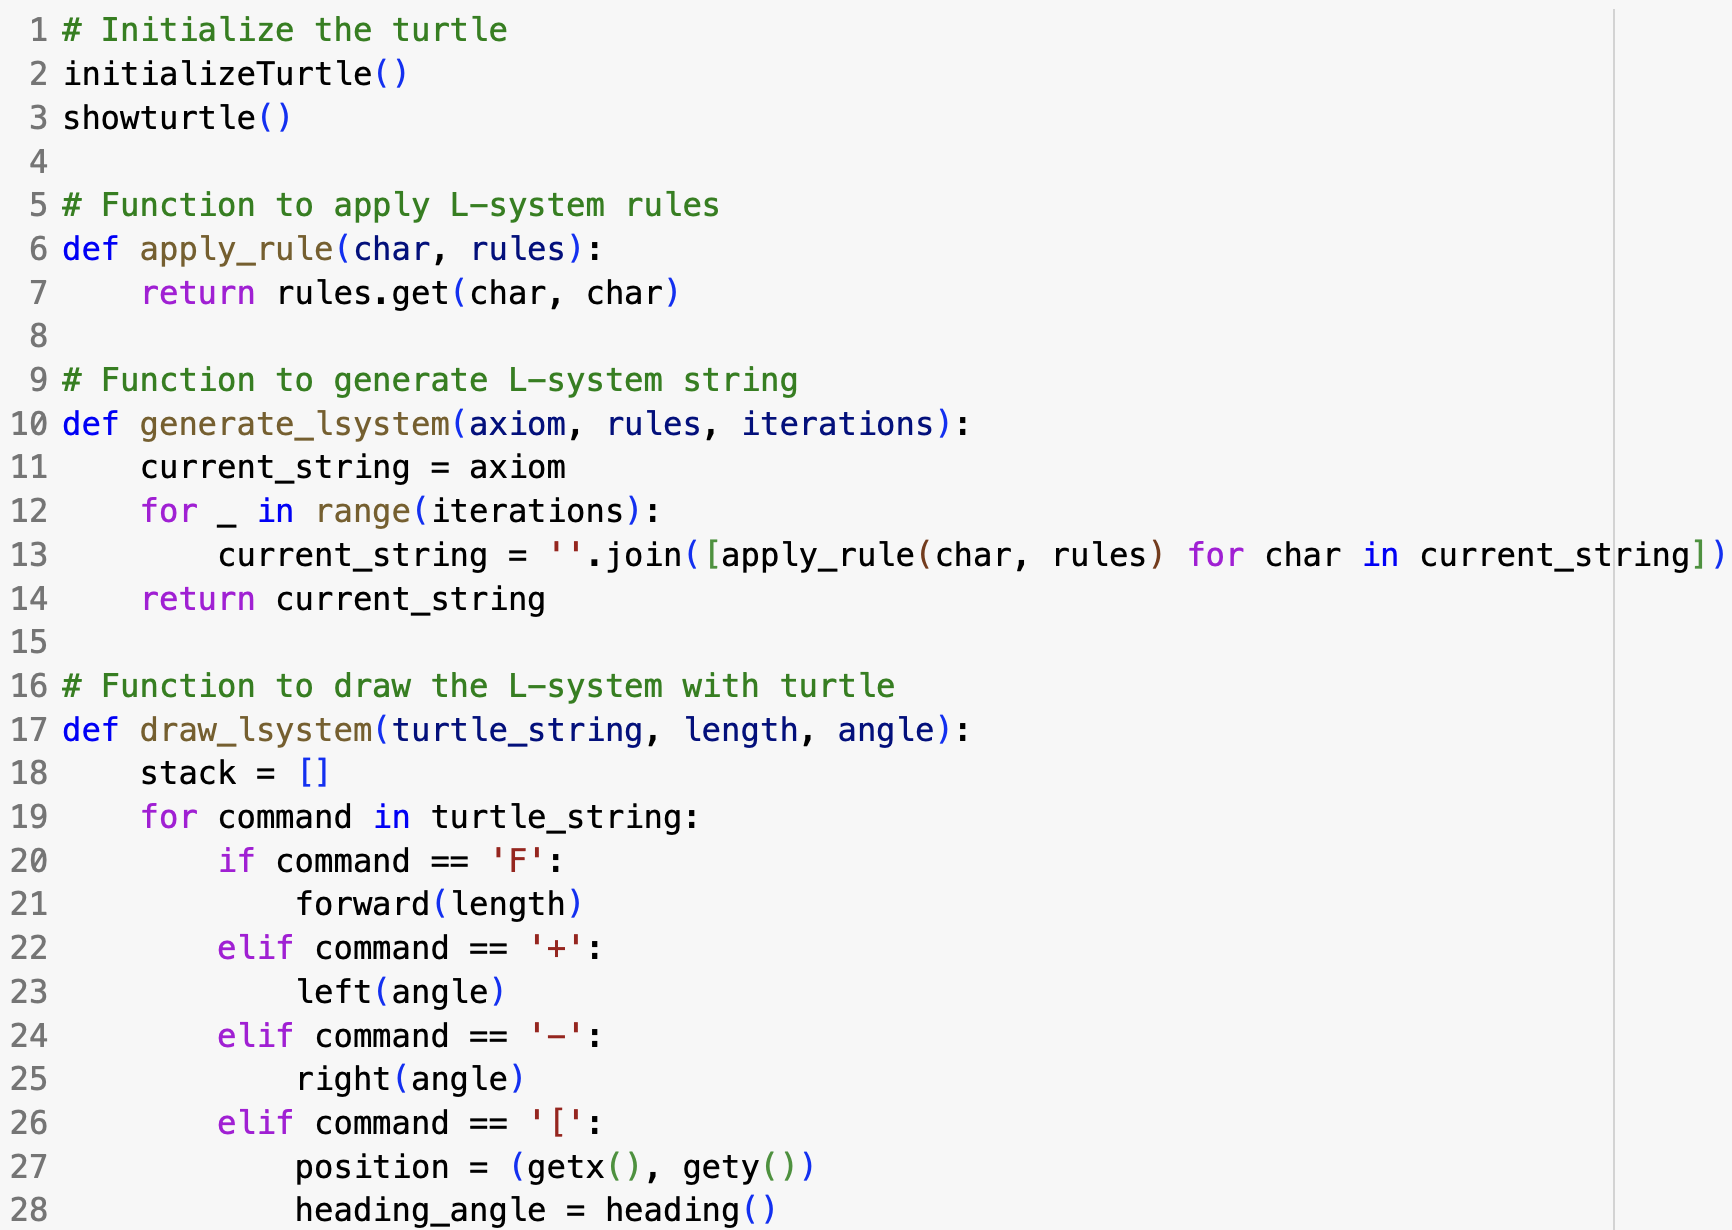 1 # Initialize the turtle
2 initializeTurtle()
3 showturtle()
4
5 # Function to apply L-system rules
6 def apply_rule(char, rules):
7     return rules.get(char, char)
8
9 # Function to generate L-system string
10 def generate_lsystem(axiom, rules, iterations):
11     current_string = axiom
12     for _ in range(iterations):
13         current_string = ''.join([apply_rule(char, rules) for char in current_string])
14     return current_string
15
16 # Function to draw the L-system with turtle
17 def draw_lsystem(turtle_string, length, angle):
18     stack = []
19     for command in turtle_string:
20         if command == 'F':
21             forward(length)
22         elif command == '+':
23             left(angle)
24         elif command == '-':
25             right(angle)
26         elif command == '[':
27             position = (getx(), gety())
28             heading_angle = heading()